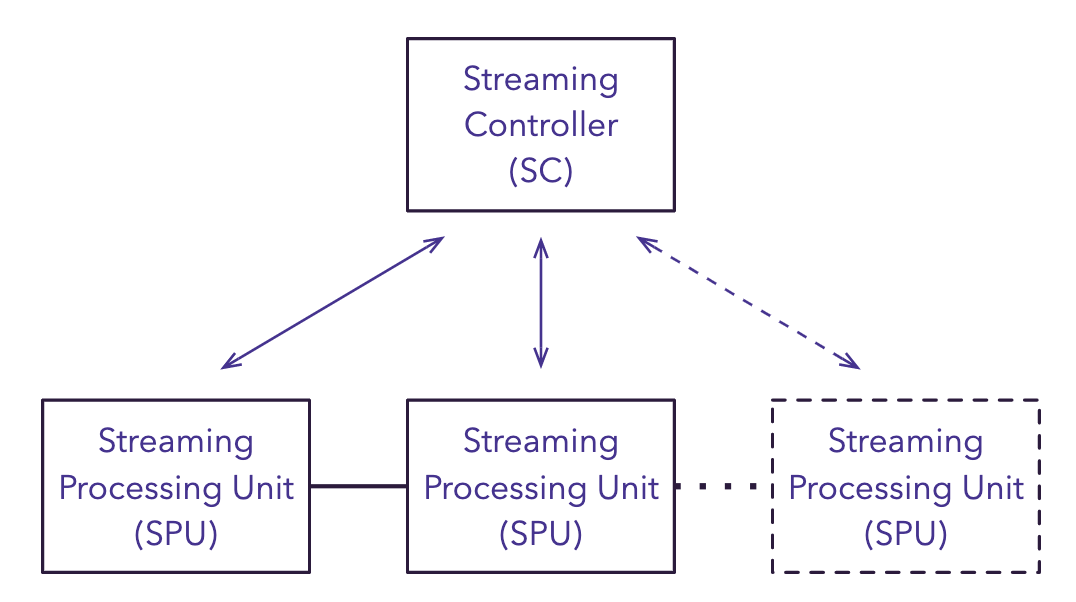 Streaming
Controller
(SC)
Streaming
Processing Unit
(SPU)
Streaming
Processing Unit
(SPU)
Streaming
Processing Unit
(SPU)